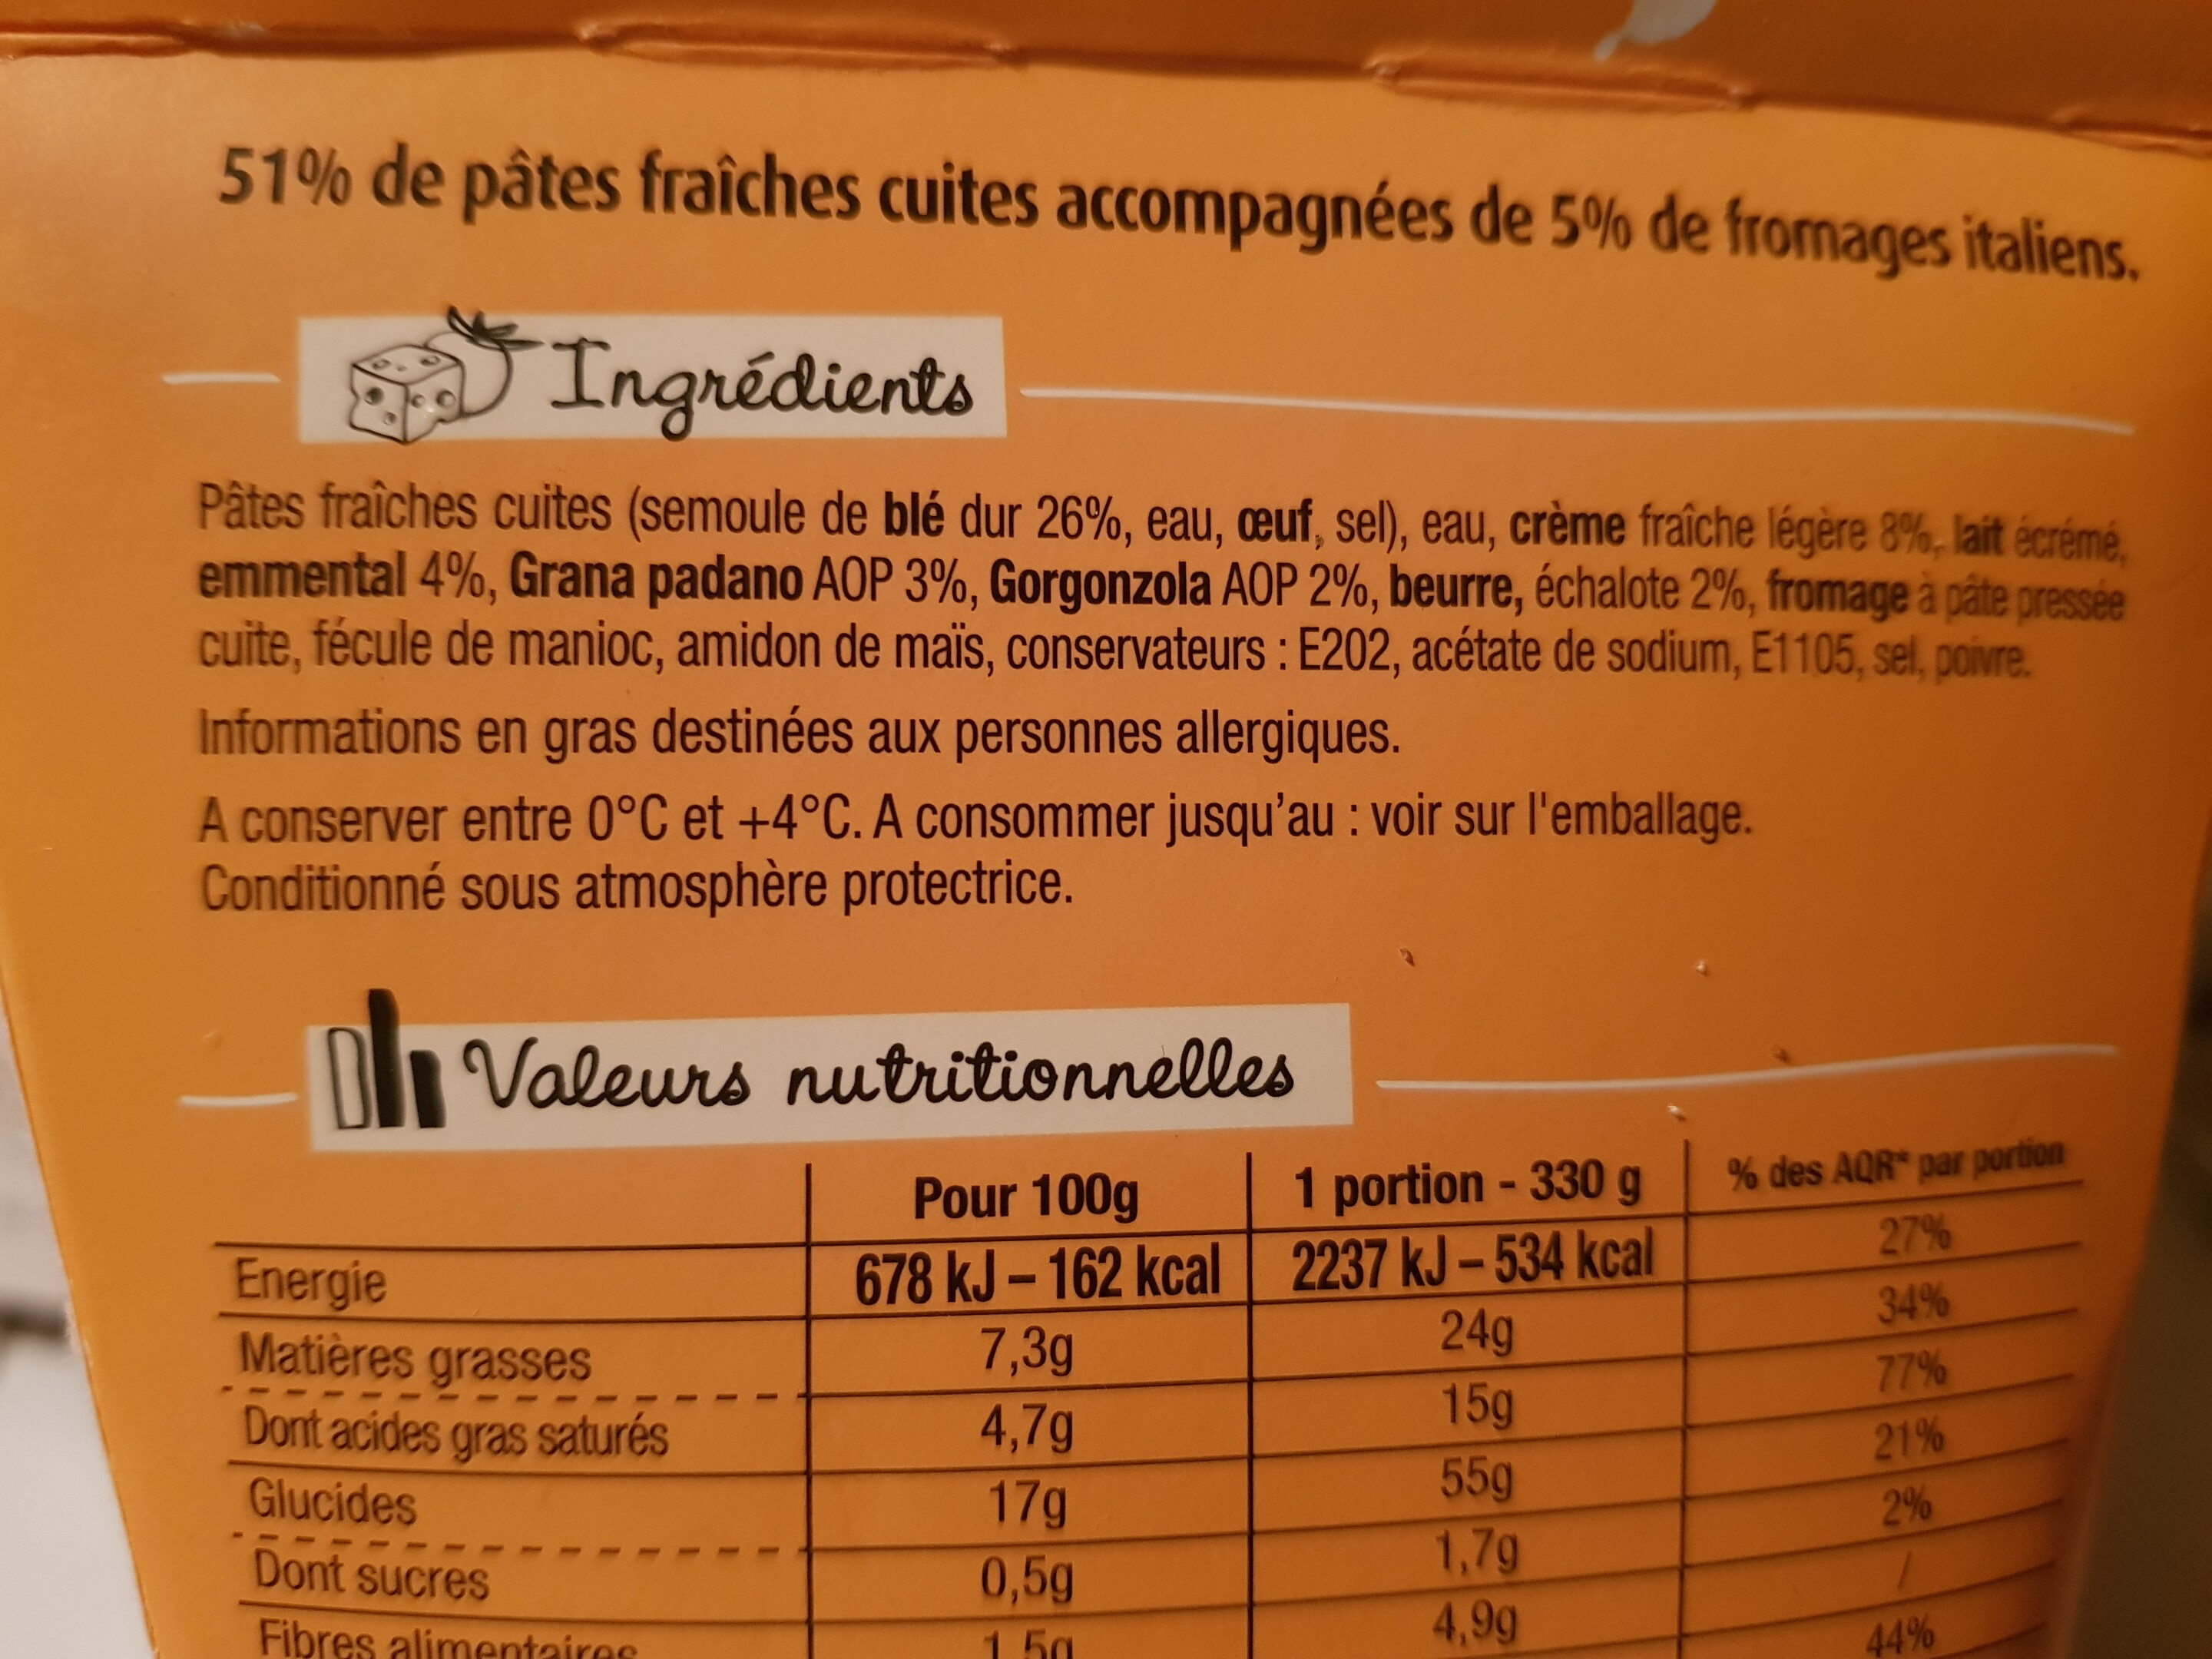 51% de pâtes fraîches cuites accompagnées de 5% de fromages italiens.
Ingrédients
Pâtes fraîches cuites (semoule de blé dur 26%, eau, œuf, sel), eau, crème fraîche légère 8%, lait écrémé,
emmental 4%, Grana padano AOP 3%, Gorgonzola AOP 2%, beurre, échalote 2%, fromage à pâte pressée
cuite, fécule de manioc, amidon de maïs, conservateurs : E202, acétate de sodium, E1105, sel, poivre.
Informations en gras destinées aux personnes allergiques.
A conserver entre 0°C et +4°C. A consommer jusqu'au : voir sur l'emballage.
Conditionné sous atmosphère protectrice.
Valeurs nutritionnelles
Pour 100g 1 portion - 330 g % des AQR* par portion
Energie 678 kJ – 162 kcal 2237 kJ – 534 kcal 27%
Matières grasses 7,3g 24g 34%
Dont acides gras saturés 4,7g 15g 77%
Glucides 17g 55g 21%
Dont sucres 0,5g 1,7g 2%
Fibres alimentaires 1,5g 4,9g /
44%